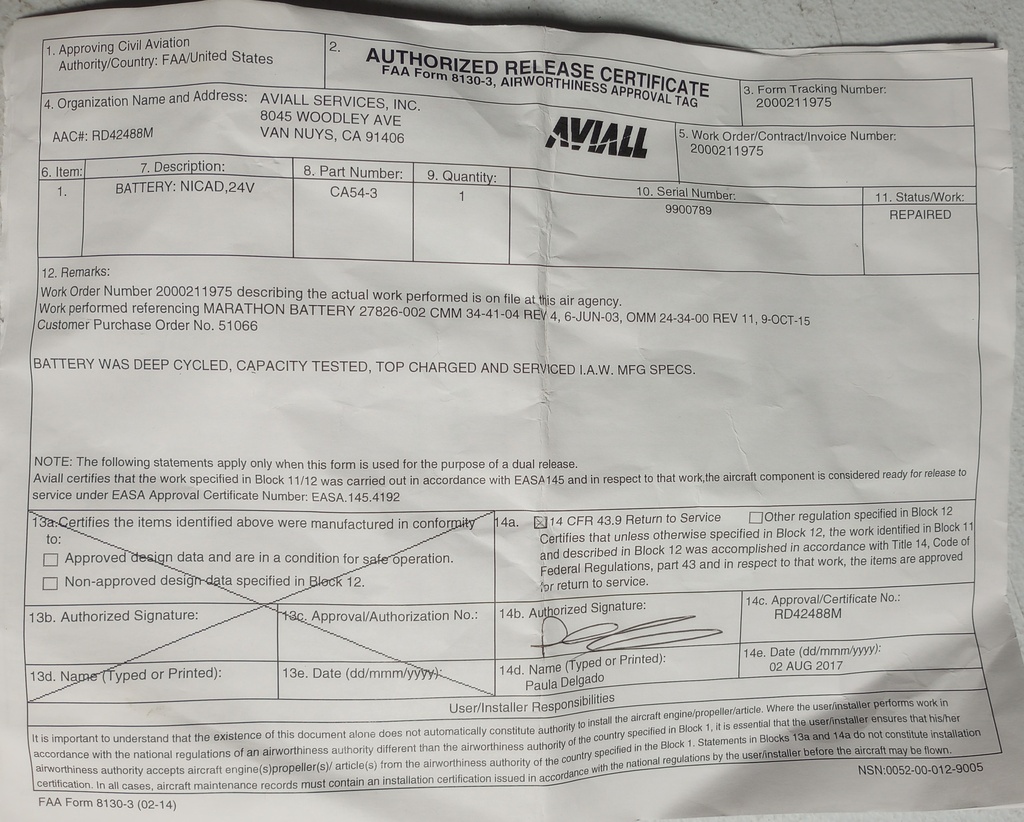 1. Approving Civil Aviation
Authority/Country: FAA/United States
2.
AUTHORIZED RELEASE CERTIFICATE
FAA Form 8130-3, AIRWORTHINESS APPROVAL TAG
3. Form Tracking Number:
2000211975
4. Organization Name and Address: AVIALL SERVICES, INC.
8045 WOODLEY AVE
AAC#: RD42488M VAN NUYS, CA 91406
AVIALL
5. Work Order/Contract/Invoice Number:
2000211975
6. Item: 7. Description: 8. Part Number: 9. Quantity: 10. Serial Number: 11. Status/Work:
1. BATTERY: NICAD,24V CA54-3 1 9900789 REPAIRED
12. Remarks:
Work Order Number 2000211975 describing the actual work performed is on file at this air agency.
Work performed referencing MARATHON BATTERY 27826-002 CMM 34-41-04 REV 4, 6-JUN-03, OMM 24-34-00 REV 11, 9-OCT-15
Customer Purchase Order No. 51066
BATTERY WAS DEEP CYCLED, CAPACITY TESTED, TOP CHARGED AND SERVICED I.A.W. MFG SPECS.
NOTE: The following statements apply only when this form is used for the purpose of a dual release.
Aviall certifies that the work specified in Block 11/12 was carried out in accordance with EASA145 and in respect to that work,the aircraft component is considered ready for release to
service under EASA Approval Certificate Number: EASA.145.4192
13a.Certifies the items identified above were manufactured in conformity
to:
Approved design data and are in a condition for safe operation.
Non-approved design data specified in Block 12.
14a. 14 CFR 43.9 Return to Service Other regulation specified in Block 12
Certifies that unless otherwise specified in Block 12, the work identified in Block 11
and described in Block 12 was accomplished in accordance with Title 14, Code of
Federal Regulations, part 43 and in respect to that work, the items are approved
for return to service.
13b. Authorized Signature: 13c. Approval/Authorization No.:
14b. Authorized Signature:
14c. Approval/Certificate No.:
RD42488M
13d. Name (Typed or Printed): 13e. Date (dd/mmm/yyyy):
14d. Name (Typed or Printed):
Paula Delgado
14e. Date (dd/mmm/yyyy):
02 AUG 2017
User/Installer Responsibilities
It is important to understand that the existence of this document alone does not automatically constitute authority to install the aircraft engine/propeller/article. Where the user/installer performs work in
accordance with the national regulations of an airworthiness authority different than the airworthiness authority of the country specified in Block 1, it is essential that the user/installer ensures that his/her
airworthiness authority accepts aircraft engine(s)propeller(s)/ article(s) from the airworthiness authority of the country specified in the Block 1. Statements in Blocks 13a and 14a do not constitute installation
certification. In all cases, aircraft maintenance records must contain an installation certification issued in accordance with the national regulations by the user/installer before the aircraft may be flown.
FAA Form 8130-3 (02-14)
NSN:0052-00-012-9005